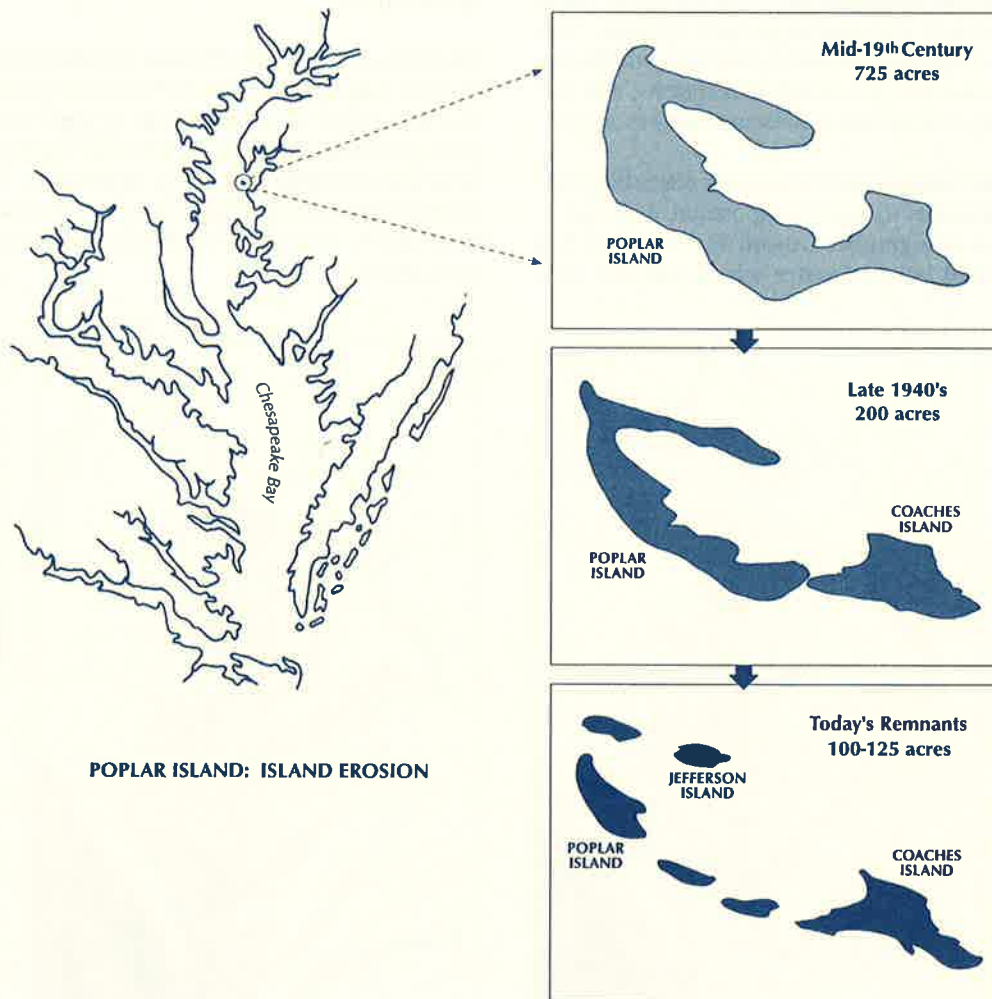 Mid-19th Century
725 acres
POPLAR
ISLAND
Chesapeake Bay
Late 1940's
200 acres
COACHES
ISLAND
POPLAR
ISLAND
Today's Remnants
100-125 acres
JEFFERSON
ISLAND
POPLAR
ISLAND
COACHES
ISLAND
POPLAR ISLAND: ISLAND EROSION